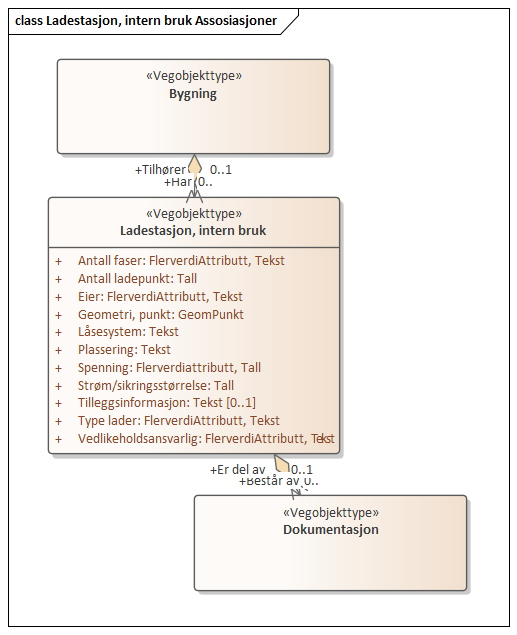 class Ladestasjon, intern bruk Assosiasjoner
«Vegobjekttype»
Bygning
+Tilhører 0..1
+Har 0..
«Vegobjekttype»
Ladestasjon, intern bruk
+ Antall faser: FlerverdiAttributt, Tekst
+ Antall ladepunkt: Tall
+ Eier: FlerverdiAttributt, Tekst
+ Geometri, punkt: GeomPunkt
+ Låsesystem: Tekst
+ Plassering: Tekst
+ Spenning: Flerverdiattributt, Tall
+ Strøm/sikringsstørrelse: Tall
+ Tilleggsinformasjon: Tekst [0..1]
+ Type lader: FlerverdiAttributt, Tekst
+ Vedlikeholdsansvarlig: FlerverdiAttributt, Tekst
+Er del av 0..1
+Består av 0..
«Vegobjekttype»
Dokumentasjon